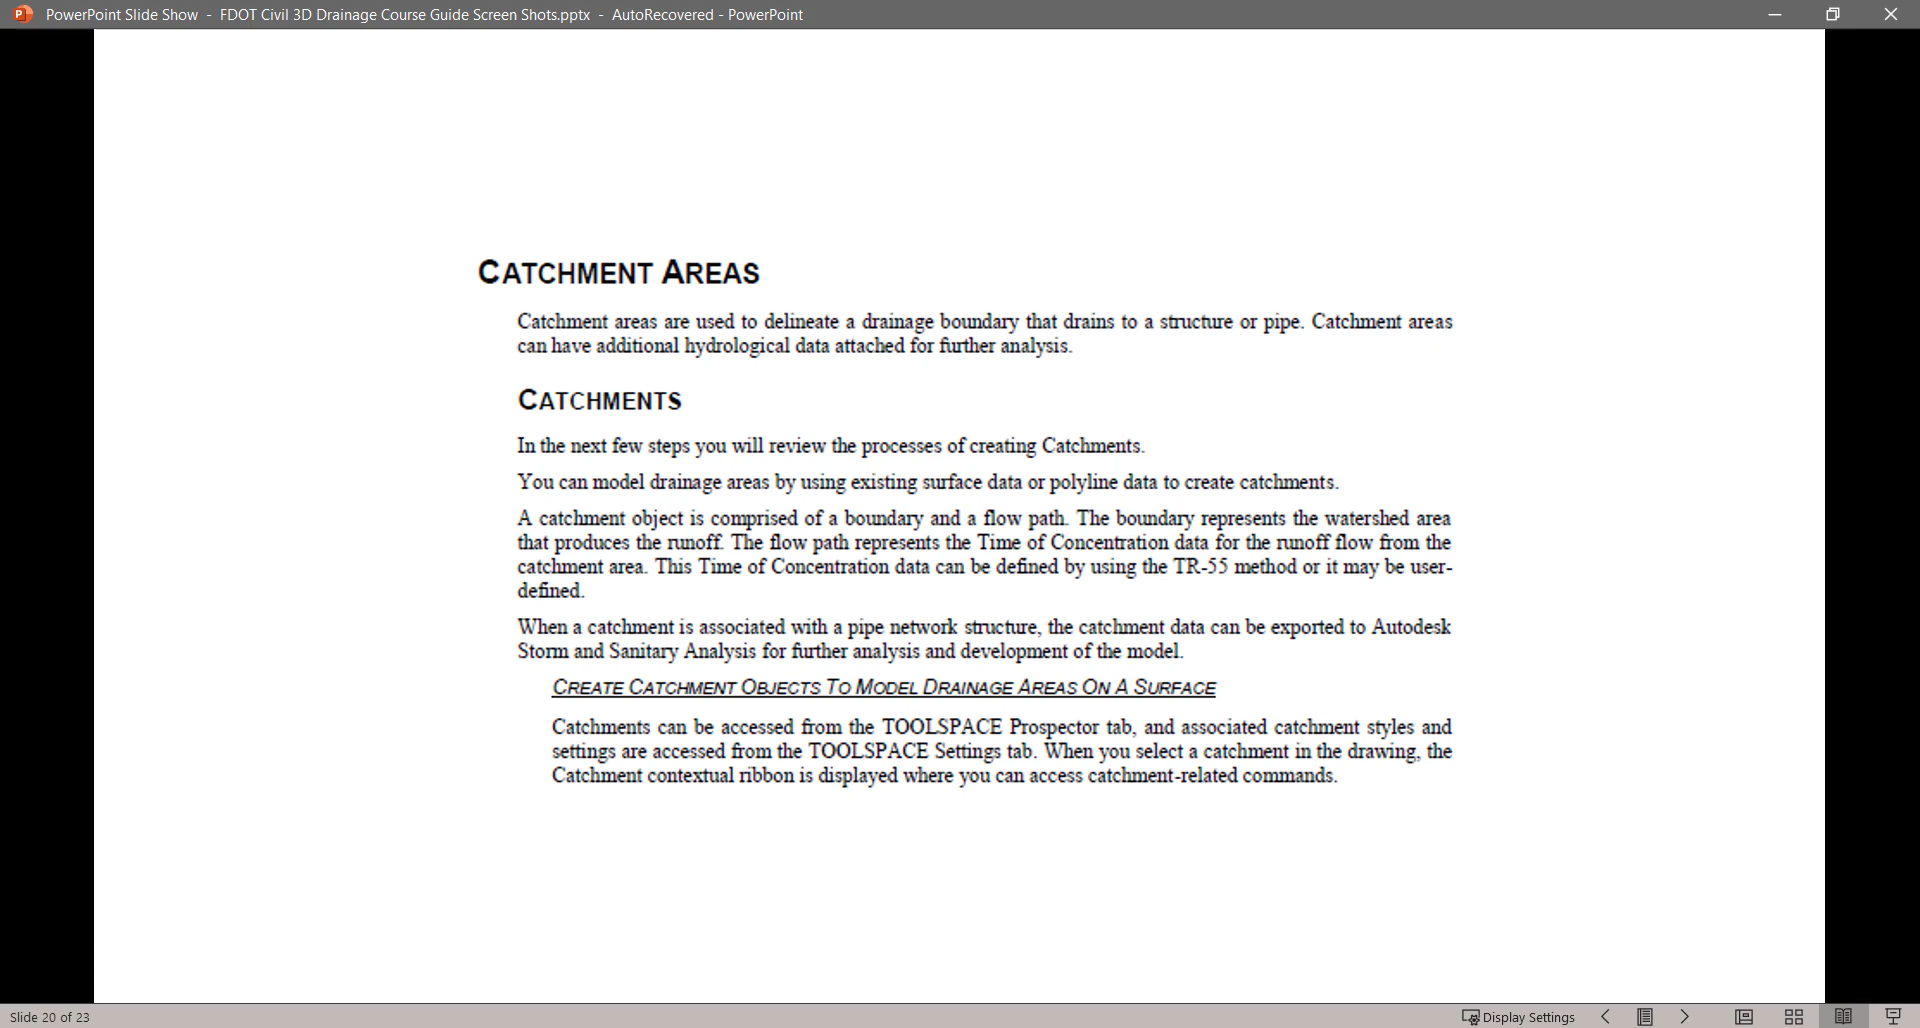 PowerPoint Slide Show - FDOT Civil 3D Drainage Course Guide Screen Shots.pptx - AutoRecovered - PowerPoint
CATCHMENT AREAS
Catchment areas are used to delineate a drainage boundary that drains to a structure or pipe. Catchment areas
can have additional hydrological data attached for further analysis.
CATCHMENTS
In the next few steps you will review the processes of creating Catchments.
You can model drainage areas by using existing surface data or polyline data to create catchments.
A catchment object is comprised of a boundary and a flow path. The boundary represents the watershed area
that produces the runoff. The flow path represents the Time of Concentration data for the runoff flow from the
catchment area. This Time of Concentration data can be defined by using the TR-55 method or it may be user-
defined.
When a catchment is associated with a pipe network structure, the catchment data can be exported to Autodesk
Storm and Sanitary Analysis for further analysis and development of the model.
CREATE CATCHMENT OBJECTS TO MODEL DRAINAGE AREAS ON A SURFACE
Catchments can be accessed from the TOOLSPACE Prospector tab, and associated catchment styles and
settings are accessed from the TOOLSPACE Settings tab. When you select a catchment in the drawing, the
Catchment contextual ribbon is displayed where you can access catchment-related commands.
Slide 20 of 23
Display Settings